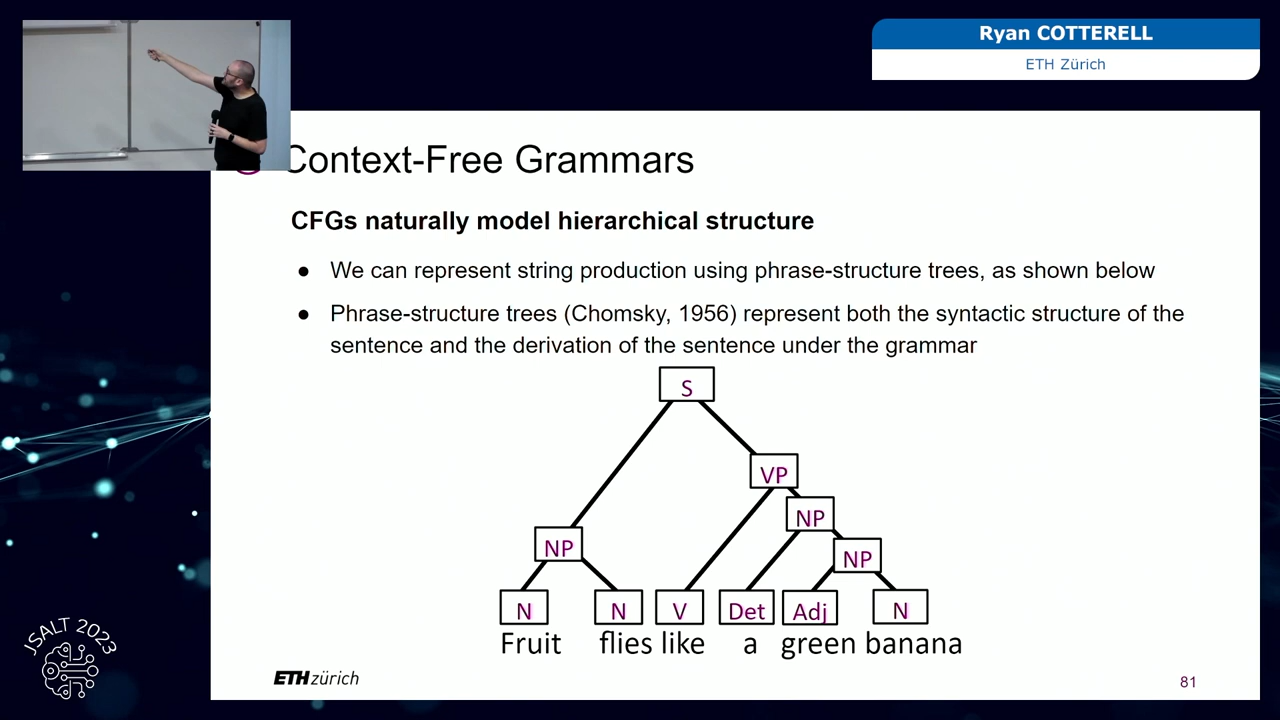 Ryan COTTERELL
ETH Zürich
Context-Free Grammars
CFGs naturally model hierarchical structure
● We can represent string production using phrase-structure trees, as shown below
● Phrase-structure trees (Chomsky, 1956) represent both the syntactic structure of the
sentence and the derivation of the sentence under the grammar
S
VP
NP
NP
NP
N N V Det Adj N
Fruit flies like a green banana
JSALT 2023
ETH zürich
81